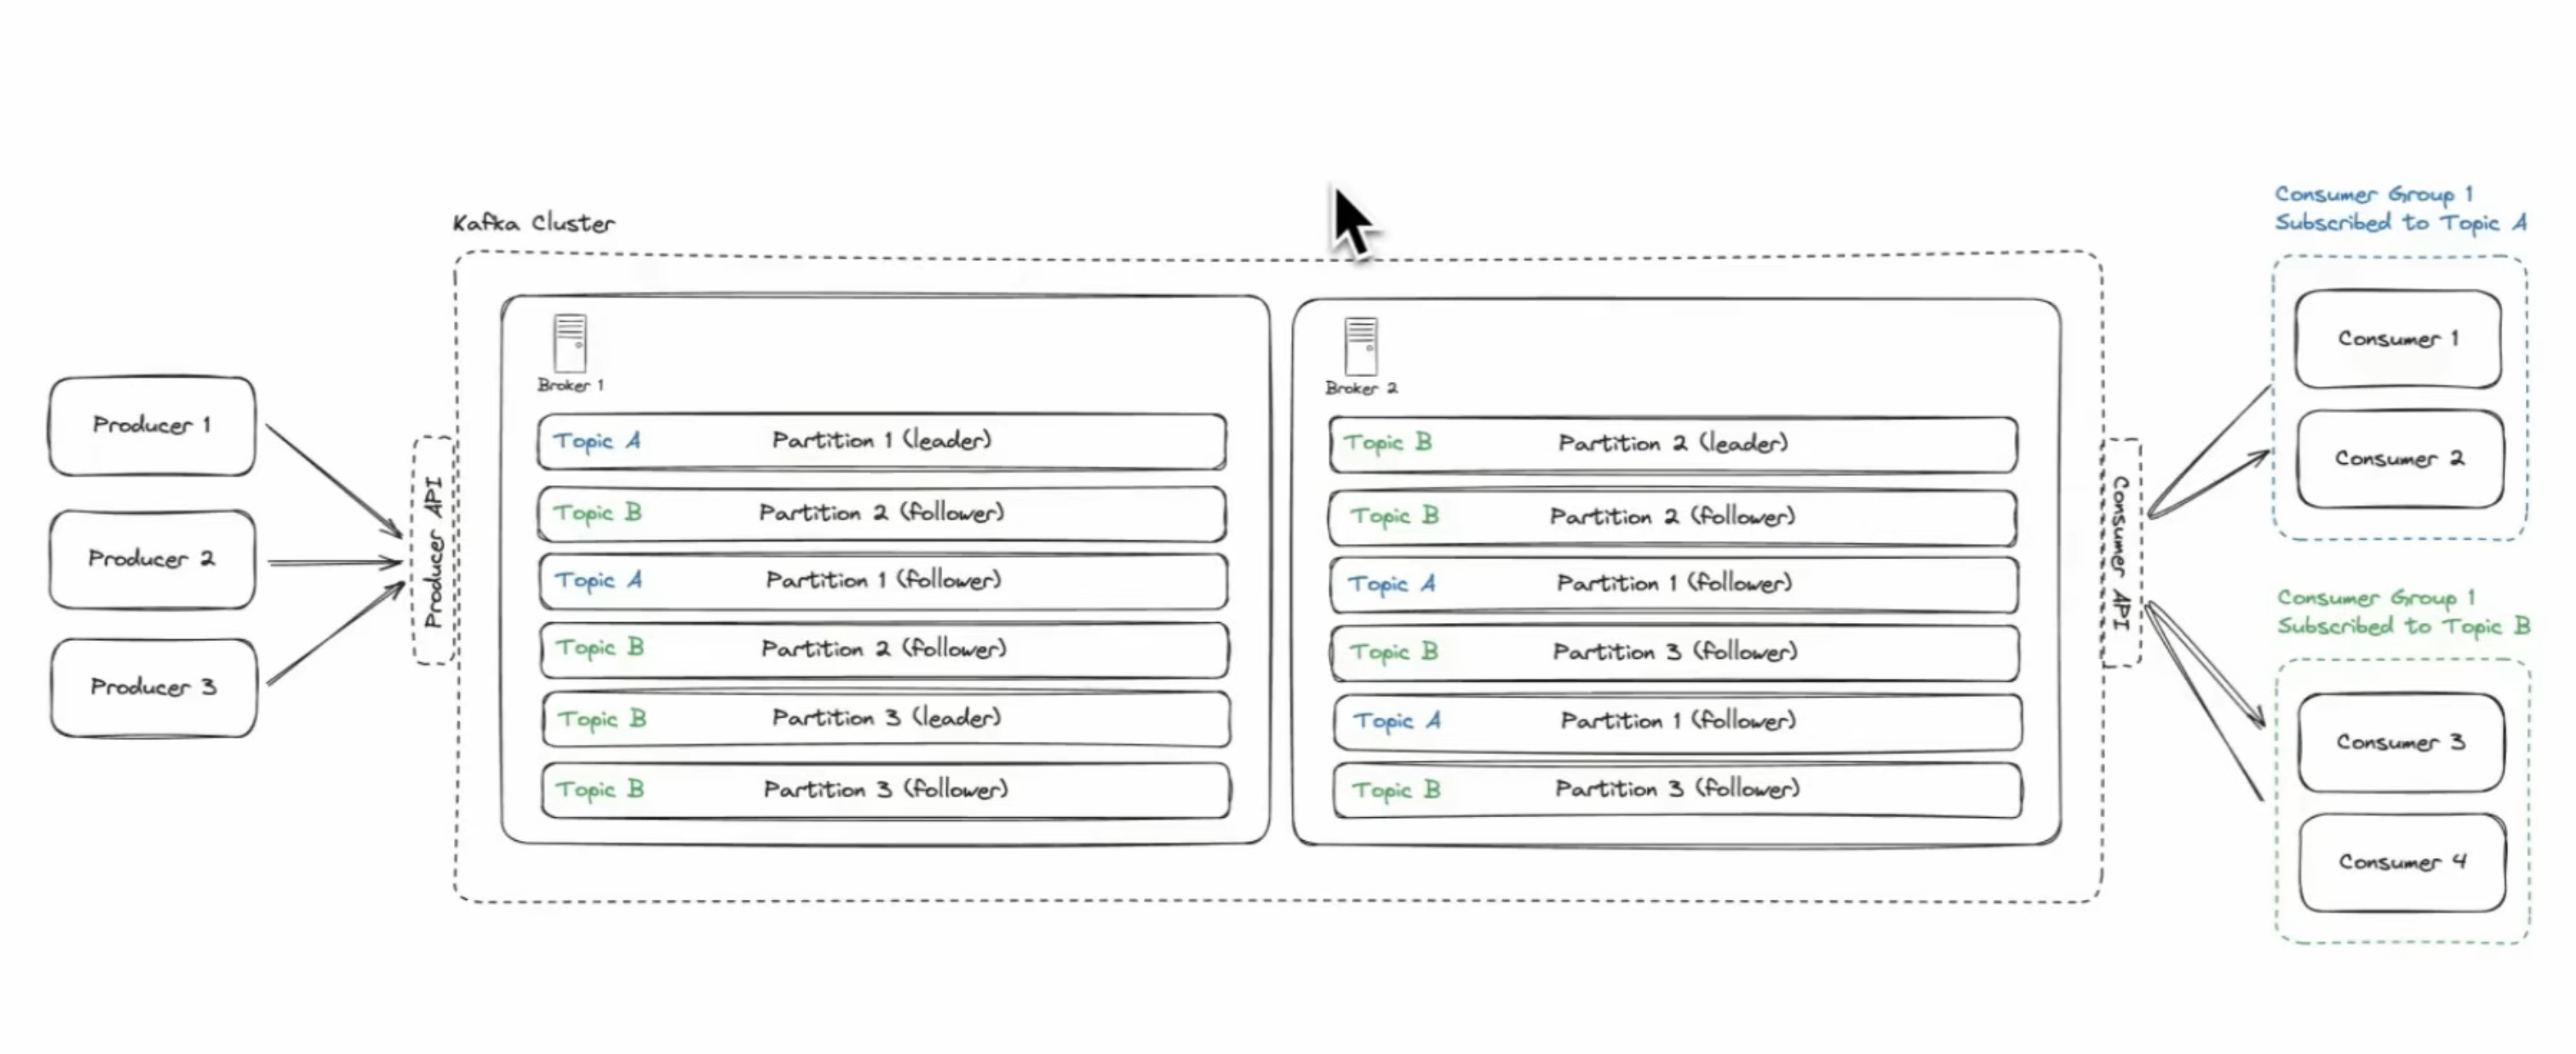 Kafka Cluster
Producer 1
Producer 2
Producer 3
Producer API
Broker 1
Topic A Partition 1 (leader)
Topic B Partition 2 (follower)
Topic A Partition 1 (follower)
Topic B Partition 2 (follower)
Topic B Partition 3 (leader)
Topic B Partition 3 (follower)
Broker 2
Topic B Partition 2 (leader)
Topic B Partition 2 (follower)
Topic A Partition 1 (follower)
Topic B Partition 3 (follower)
Topic A Partition 1 (follower)
Topic B Partition 3 (follower)
Consumer API
Consumer Group 1
Subscribed to Topic A
Consumer 1
Consumer 2
Consumer Group 1
Subscribed to Topic B
Consumer 3
Consumer 4